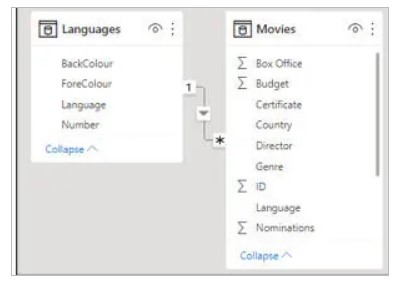 Languages
BackColour
ForeColour
Language
Number
Collapse
1
*
Movies
Σ Box Office
Σ Budget
Certificate
Country
Director
Genre
Σ ID
Language
Σ Nominations
Collapse